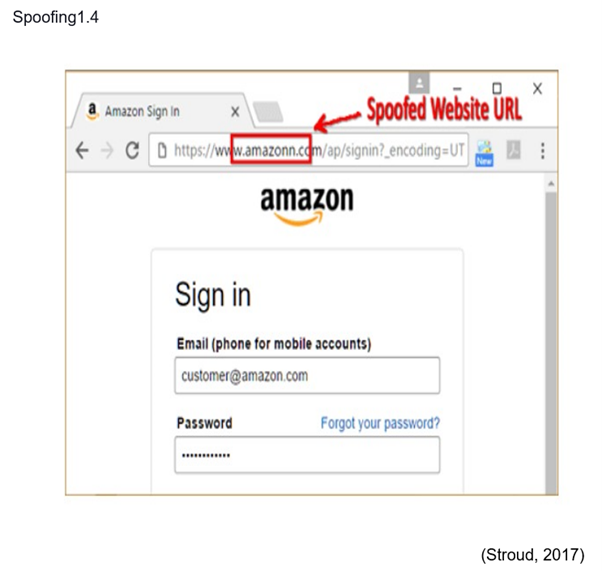 Spoofing1.4
a Amazon Sign In
Spoofed Website URL
https://www.amazonn.com/ap/signin?_encoding=UT
New
amazon
Sign in
Email (phone for mobile accounts)
customer@amazon.com
Password Forgot your password?
(Stroud, 2017)